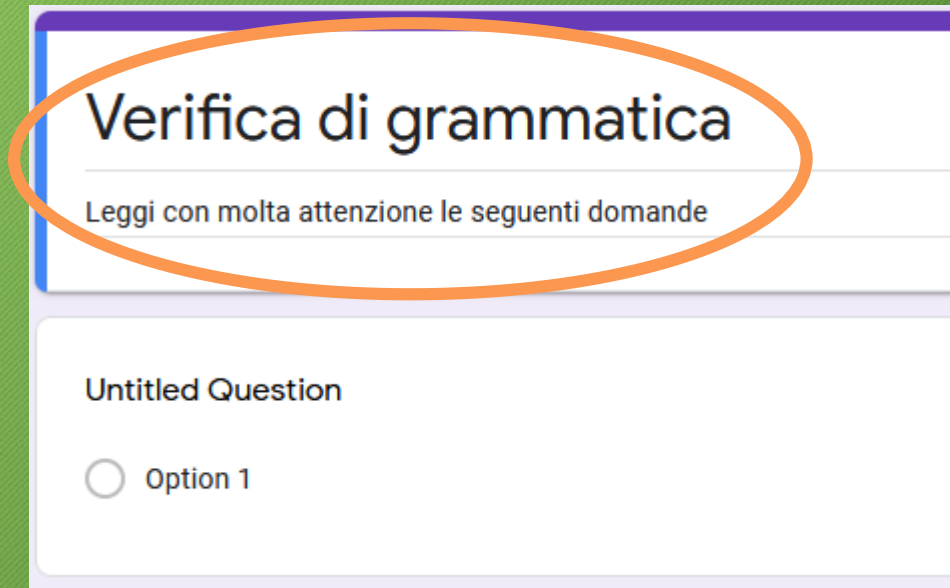 Verifica di grammatica
Leggi con molta attenzione le seguenti domande
Untitled Question
Option 1